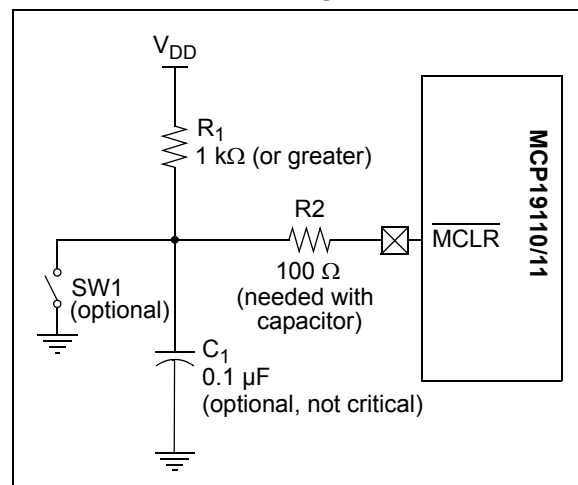 VDD
R1
1 kΩ (or greater)
R2
100 Ω
(needed with
capacitor)
MCLR
MCP19110/11
SW1
(optional)
C1
0.1 µF
(optional, not critical)